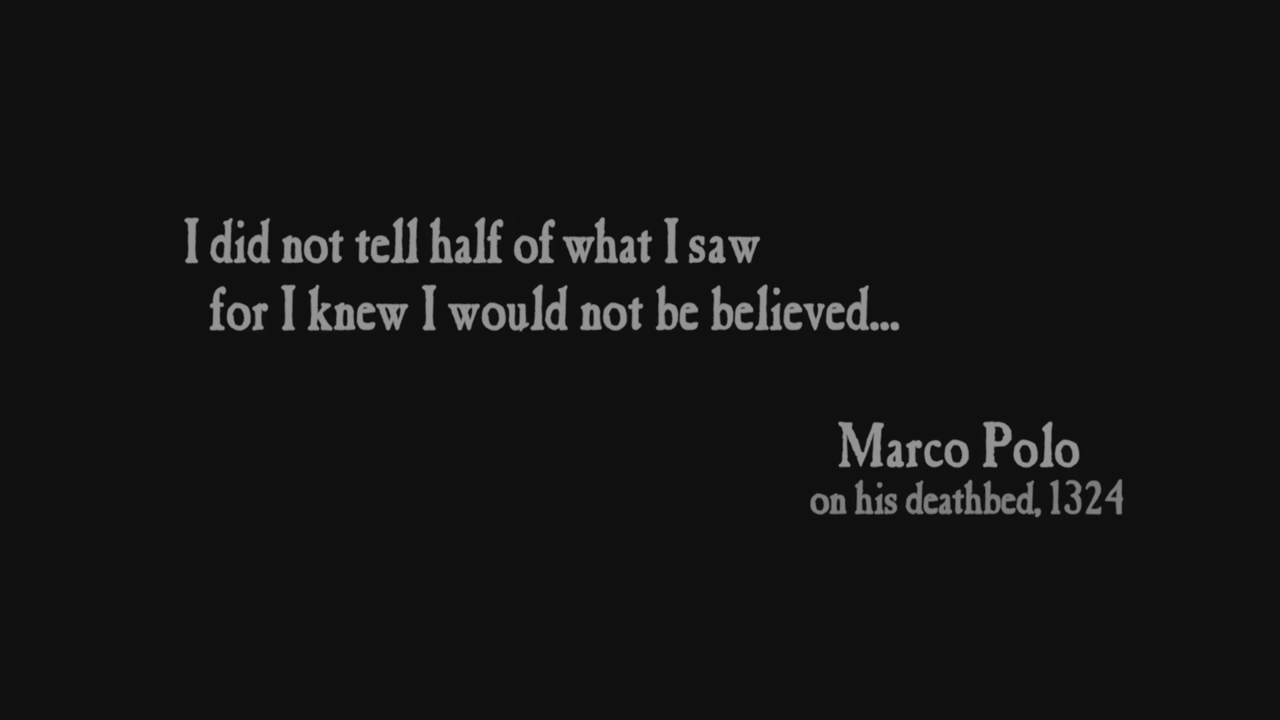 I did not tell half of what I saw
for I knew I would not be believed...
Marco Polo
on his deathbed, 1324